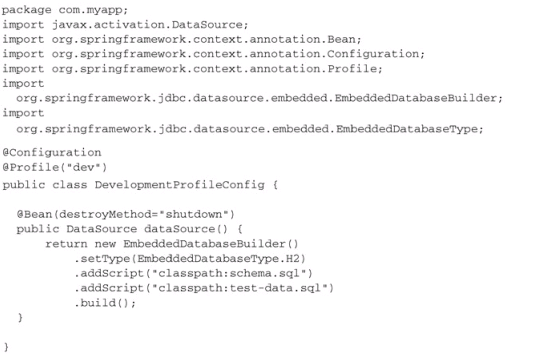 package com.myapp;
import javax.activation.DataSource;
import org.springframework.context.annotation.Bean;
import org.springframework.context.annotation.Configuration;
import org.springframework.context.annotation.Profile;
import
  org.springframework.jdbc.datasource.embedded.EmbeddedDatabaseBuilder;
import
  org.springframework.jdbc.datasource.embedded.EmbeddedDatabaseType;
@Configuration
@Profile("dev")
public class DevelopmentProfileConfig {
  @Bean(destroyMethod="shutdown")
  public DataSource dataSource() {
      return new EmbeddedDatabaseBuilder()
          .setType(EmbeddedDatabaseType.H2)
          .addScript("classpath:schema.sql")
          .addScript("classpath:test-data.sql")
          .build();
  }
}